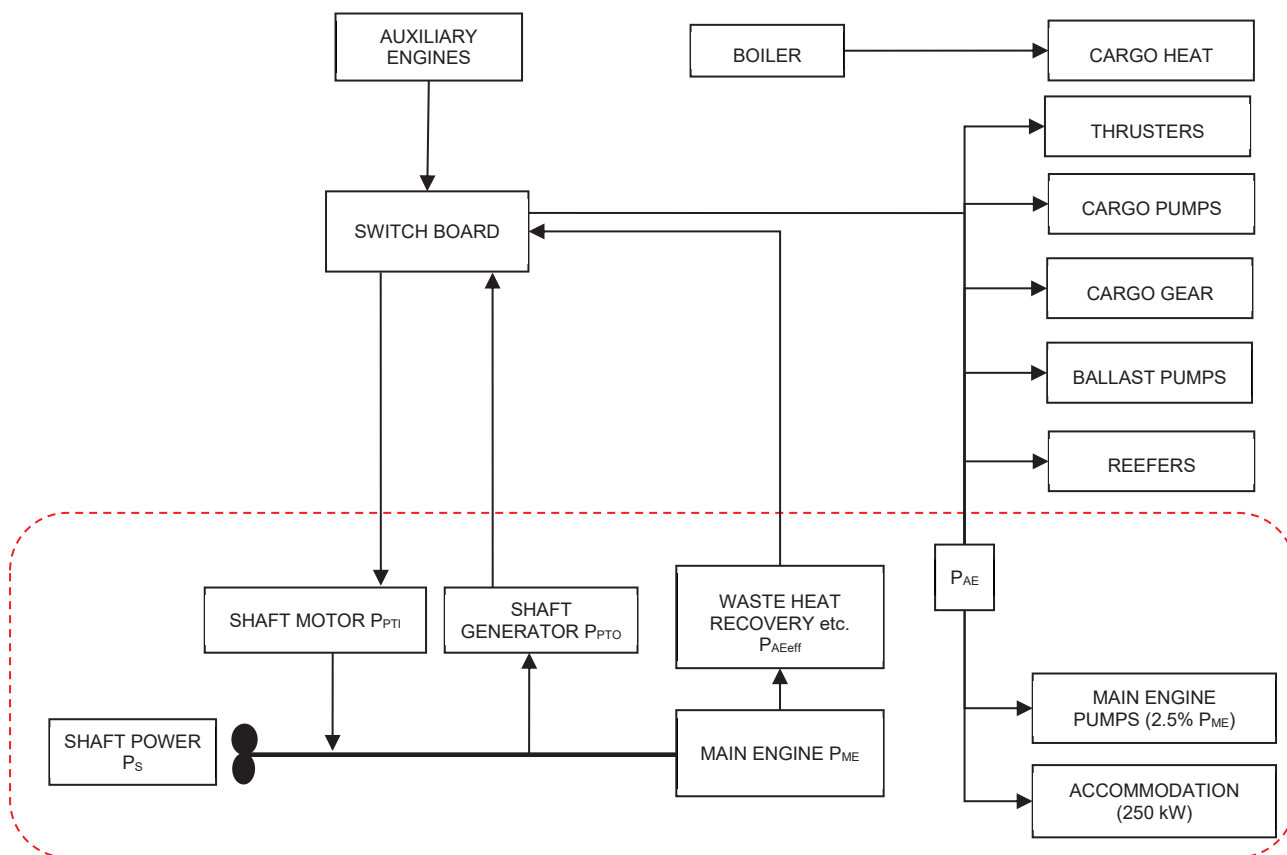 AUXILIARY
ENGINES
BOILER
CARGO HEAT
THRUSTERS
CARGO PUMPS
SWITCH BOARD
CARGO GEAR
BALLAST PUMPS
REEFERS
PAE
SHAFT MOTOR PPTI
SHAFT
GENERATOR PPTO
WASTE HEAT
RECOVERY etc.
PAEeff
MAIN ENGINE
PUMPS (2.5% PME)
SHAFT POWER
PS
MAIN ENGINE PME
ACCOMMODATION
(250 kW)